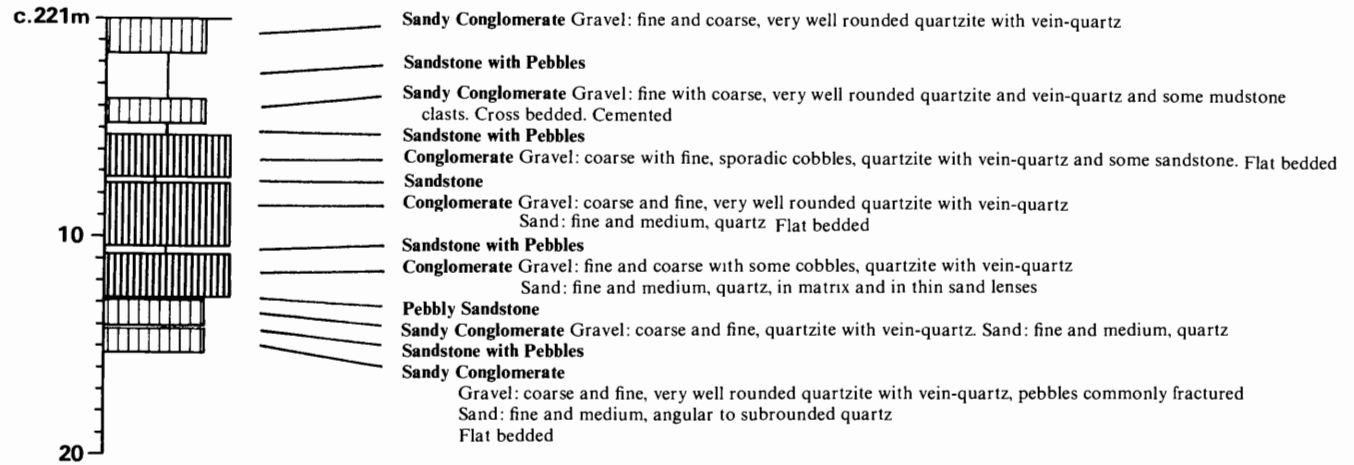 c.221m
Sandy Conglomerate Gravel: fine and coarse, very well rounded quartzite with vein-quartz
Sandstone with Pebbles
Sandy Conglomerate Gravel: fine with coarse, very well rounded quartzite and vein-quartz and some mudstone
clasts. Cross bedded. Cemented
Sandstone with Pebbles
Conglomerate Gravel: coarse with fine, sporadic cobbles, quartzite with vein-quartz and some sandstone. Flat bedded
Sandstone
Conglomerate Gravel: coarse and fine, very well rounded quartzite with vein-quartz
Sand: fine and medium, quartz Flat bedded
10
Sandstone with Pebbles
Conglomerate Gravel: fine and coarse with some cobbles, quartzite with vein-quartz
Sand: fine and medium, quartz, in matrix and in thin sand lenses
Pebbly Sandstone
Sandy Conglomerate Gravel: coarse and fine, quartzite with vein-quartz. Sand: fine and medium, quartz
Sandstone with Pebbles
Sandy Conglomerate
Gravel: coarse and fine, very well rounded quartzite with vein-quartz, pebbles commonly fractured
Sand: fine and medium, angular to subrounded quartz
Flat bedded
20